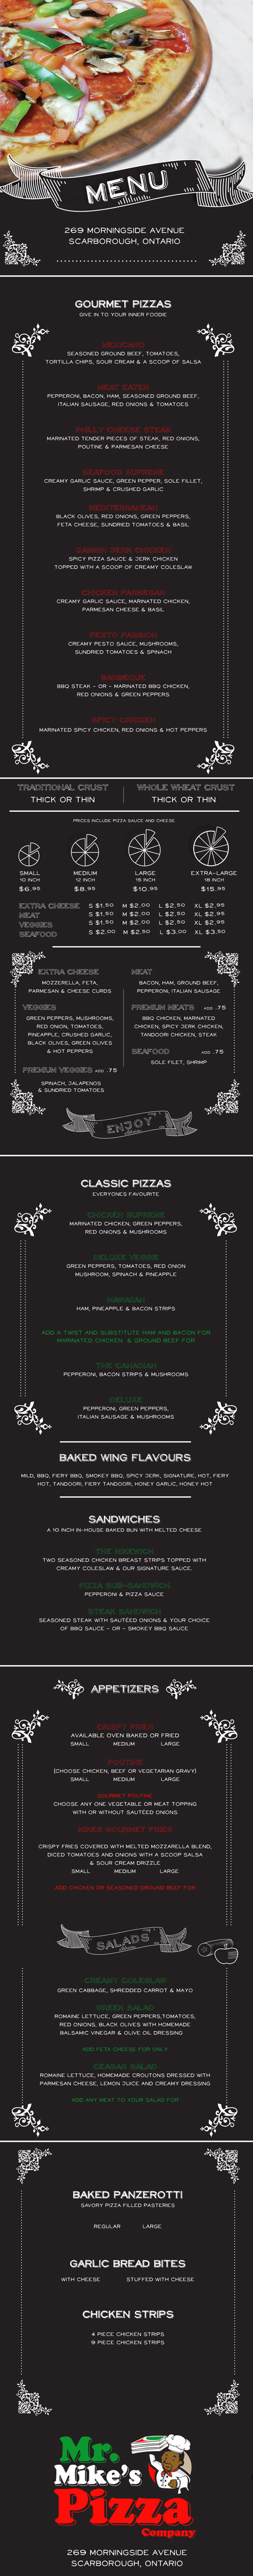 MENU
269 MORNINGSIDE AVENUE
SCARBOROUGH, ONTARIO
GOURMET PIZZAS
GIVE IN TO YOUR INNER FOODIE
MEXICANO
SEASONED GROUND BEEF, TOMATOES,
TORTILLA CHIPS, SOUR CREAM & A SCOOP OF SALSA
MEAT EATER
PEPPERONI, BACON, HAM, SEASONED GROUND BEEF,
ITALIAN SAUSAGE, RED ONIONS & TOMATOES
PHILLY CHEESE STEAK
MARINATED TENDER PIECES OF STEAK, RED ONIONS,
POUTINE & PARMESAN CHEESE
SEAFOOD SUPREME
CREAMY GARLIC SAUCE, GREEN PEPPER, SOLE FILLET,
SHRIMP & CRUSHED GARLIC
MEDITERRANEAN
BLACK OLIVES, RED ONIONS, GREEN PEPPERS,
FETA CHEESE, SUNDRIED TOMATOES & BASIL
JAMMIN JERK CHICKEN
SPICY PIZZA SAUCE & JERK CHICKEN
TOPPED WITH A SCOOP OF CREAMY COLESLAW
CHICKEN PARMESAN
CREAMY GARLIC SAUCE, MARINATED CHICKEN,
PARMESAN CHEESE & BASIL
PESTO PASSION
CREAMY PESTO SAUCE, MUSHROOMS,
SUNDRIED TOMATOES & SPINACH
BARBEQUE
BBQ STEAK - OR - MARINATED BBQ CHICKEN,
RED ONIONS & GREEN PEPPERS
SPICY CHICKEN
MARINATED SPICY CHICKEN, RED ONIONS & HOT PEPPERS
TRADITIONAL CRUST WHOLE WHEAT CRUST
THICK OR THIN THICK OR THIN
PRICES INCLUDE PIZZA SAUCE AND CHEESE
SMALL MEDIUM LARGE EXTRA-LARGE
10 INCH 12 INCH 15 INCH 18 INCH
$6.95 $8.95 $10.95 $15.95
EXTRA CHEESE S $1.50 M $2.00 L $2.50 XL $2.95
MEAT S $1.50 M $2.00 L $2.50 XL $2.95
VEGGIES S $1.50 M $2.00 L $2.50 XL $2.95
SEAFOOD S $2.00 M $2.50 L $3.00 XL $3.50
EXTRA CHEESE
MOZZERELLA, FETA,
PARMESAN & CHEESE CURDS
VEGGIES
GREEN PEPPERS, MUSHROOMS,
RED ONION, TOMATOES,
PINEAPPLE, CRUSHED GARLIC,
BLACK OLIVES, GREEN OLIVES
& HOT PEPPERS
PREMIUM VEGGIES ADD .75
SPINACH, JALAPENOS
& SUNDRIED TOMATOES
MEAT
BACON, HAM, GROUND BEEF,
PEPPERONI, ITALIAN SAUSAGE
PREMIUM MEATS ADD .75
BBQ CHICKEN, MARINATED
CHICKEN, SPICY JERK CHICKEN,
TANDOORI CHICKEN, STEAK
SEAFOOD ADD .75
SOLE FILET, SHRIMP
ENJOY
CLASSIC PIZZAS
EVERYONES FAVOURITE
CHICKEN SUPREME
MARINATED CHICKEN, GREEN PEPPERS,
RED ONIONS & MUSHROOMS
DELUXE VEGGIE
GREEN PEPPERS, TOMATOES, RED ONION
MUSHROOM, SPINACH & PINEAPPLE
HAWAIIAN
HAM, PINEAPPLE & BACON STRIPS
ADD A TWIST AND SUBSTITUTE HAM AND BACON FOR
MARINATED CHICKEN & GROUND BEEF FOR
THE CANADIAN
PEPPERONI, BACON STRIPS & MUSHROOMS
DELUXE
PEPPERONI, GREEN PEPPERS,
ITALIAN SAUSAGE & MUSHROOMS
BAKED WING FLAVOURS
MILD, BBQ, FIERY BBQ, SMOKEY BBQ, SPICY JERK, SIGNATURE, HOT, FIERY
HOT, TANDOORI, FIERY TANDOORI, HONEY GARLIC, HONEY HOT
SANDWICHES
A 10 INCH IN-HOUSE BAKED BUN WITH MELTED CHEESE
THE MIKEWICH
TWO SEASONED CHICKEN BREAST STRIPS TOPPED WITH
CREAMY COLESLAW & OUR SIGNATURE SAUCE.
PIZZA SUB-SANDWICH
PEPPERONI & PIZZA SAUCE
STEAK SANDWICH
SEASONED STEAK WITH SAUTÉED ONIONS & YOUR CHOICE
OF BBQ SAUCE - OR - SMOKEY BBQ SAUCE
APPETIZERS
CRISPY FRIES
AVAILABLE OVEN BAKED OR FRIED
SMALL MEDIUM LARGE
POUTINE
(CHOOSE CHICKEN, BEEF OR VEGETARIAN GRAVY)
SMALL MEDIUM LARGE
GOURMET POUTINE
CHOOSE ANY ONE VEGETABLE OR MEAT TOPPING
WITH OR WITHOUT SAUTÉED ONIONS
MIKES GOURMET FRIES
CRISPY FRIES COVERED WITH MELTED MOZZARELLA BLEND,
DICED TOMATOES AND ONIONS WITH A SCOOP SALSA
& SOUR CREAM DRIZZLE
SMALL MEDIUM LARGE
ADD CHICKEN OR SEASONED GROUND BEEF FOR
SALADS
CREAMY COLESLAW
GREEN CABBAGE, SHREDDED CARROT & MAYO
GREEK SALAD
ROMAINE LETTUCE, GREEN PEPPERS,TOMATOES,
RED ONIONS, BLACK OLIVES WITH HOMEMADE
BALSAMIC VINEGAR & OLIVE OIL DRESSING
ADD FETA CHEESE FOR ONLY
CEASAR SALAD
ROMAINE LETTUCE, HOMEMADE CROUTONS DRESSED WITH
PARMESAN CHEESE, LEMON JUICE AND CREAMY DRESSING
ADD ANY MEAT TO YOUR SALAD FOR
BAKED PANZEROTTI
SAVORY PIZZA FILLED PASTERIES
REGULAR LARGE
GARLIC BREAD BITES
WITH CHEESE STUFFED WITH CHEESE
CHICKEN STRIPS
4 PIECE CHICKEN STRIPS
9 PIECE CHICKEN STRIPS
Mr.
Mike's
Pizza
Company
269 MORNINGSIDE AVENUE
SCARBOROUGH, ONTARIO